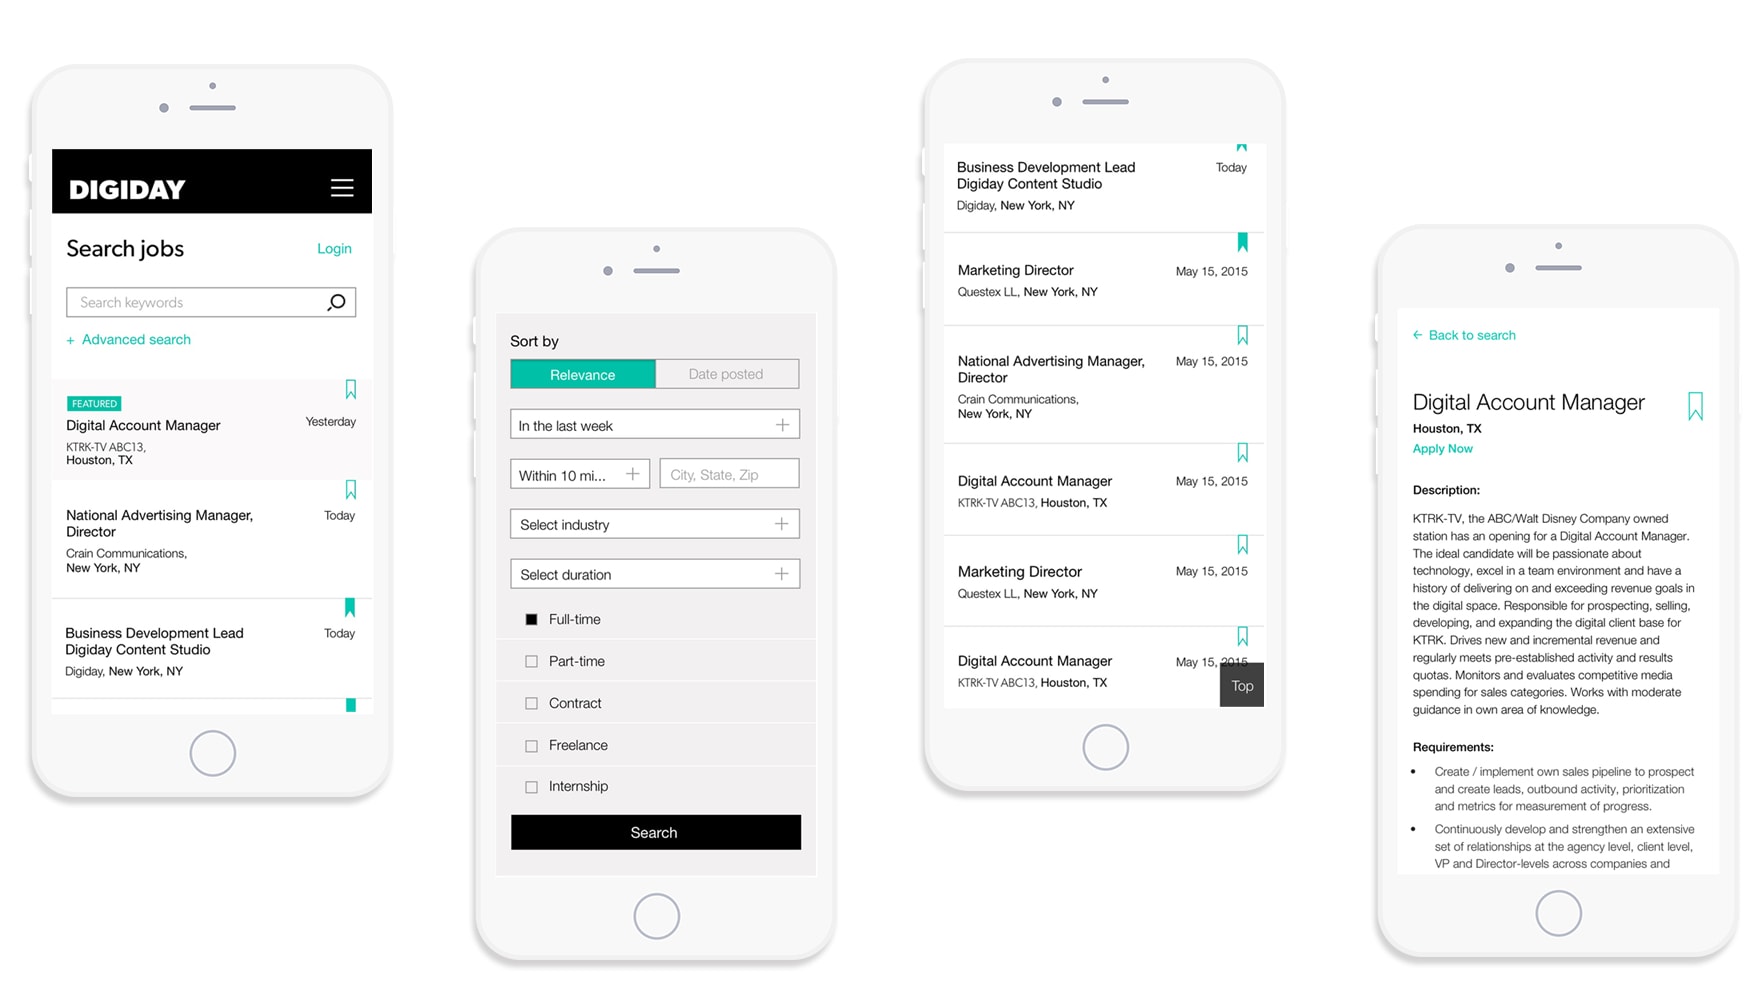 DIGIDAY
Search jobs
Login
Search keywords
+ Advanced search
FEATURED
Digital Account Manager
Yesterday
KTRK-TV ABC13,
Houston, TX
National Advertising Manager,
Director
Today
Crain Communications,
New York, NY
Business Development Lead
Digiday Content Studio
Today
Digiday, New York, NY
Sort by
Relevance
Date posted
In the last week
Within 10 mi...
City, State, Zip
Select industry
Select duration
Full-time
Part-time
Contract
Freelance
Internship
Search
Business Development Lead
Digiday Content Studio
Today
Digiday, New York, NY
Marketing Director
May 15, 2015
Questex LL, New York, NY
National Advertising Manager,
Director
May 15, 2015
Crain Communications,
New York, NY
Digital Account Manager
May 15, 2015
KTRK-TV ABC13, Houston, TX
Marketing Director
May 15, 2015
Questex LL, New York, NY
Digital Account Manager
May 15, 2015
KTRK-TV ABC13, Houston, TX
Top
← Back to search
Digital Account Manager
Houston, TX
Apply Now
Description:
KTRK-TV, the ABC/Walt Disney Company owned
station has an opening for a Digital Account Manager.
The ideal candidate will be passionate about
technology, excel in a team environment and have a
history of delivering on and exceeding revenue goals in
the digital space. Responsible for prospecting, selling,
developing, and expanding the digital client base for
KTRK. Drives new and incremental revenue and
regularly meets pre-established activity and results
quotas. Monitors and evaluates competitive media
spending for sales categories. Works with moderate
guidance in own area of knowledge.
Requirements:
• Create / implement own sales pipeline to prospect
and create leads, outbound activity, prioritization
and metrics for measurement of progress.
• Continuously develop and strengthen an extensive
set of relationships at the agency level, client level,
VP and Director-levels across companies and